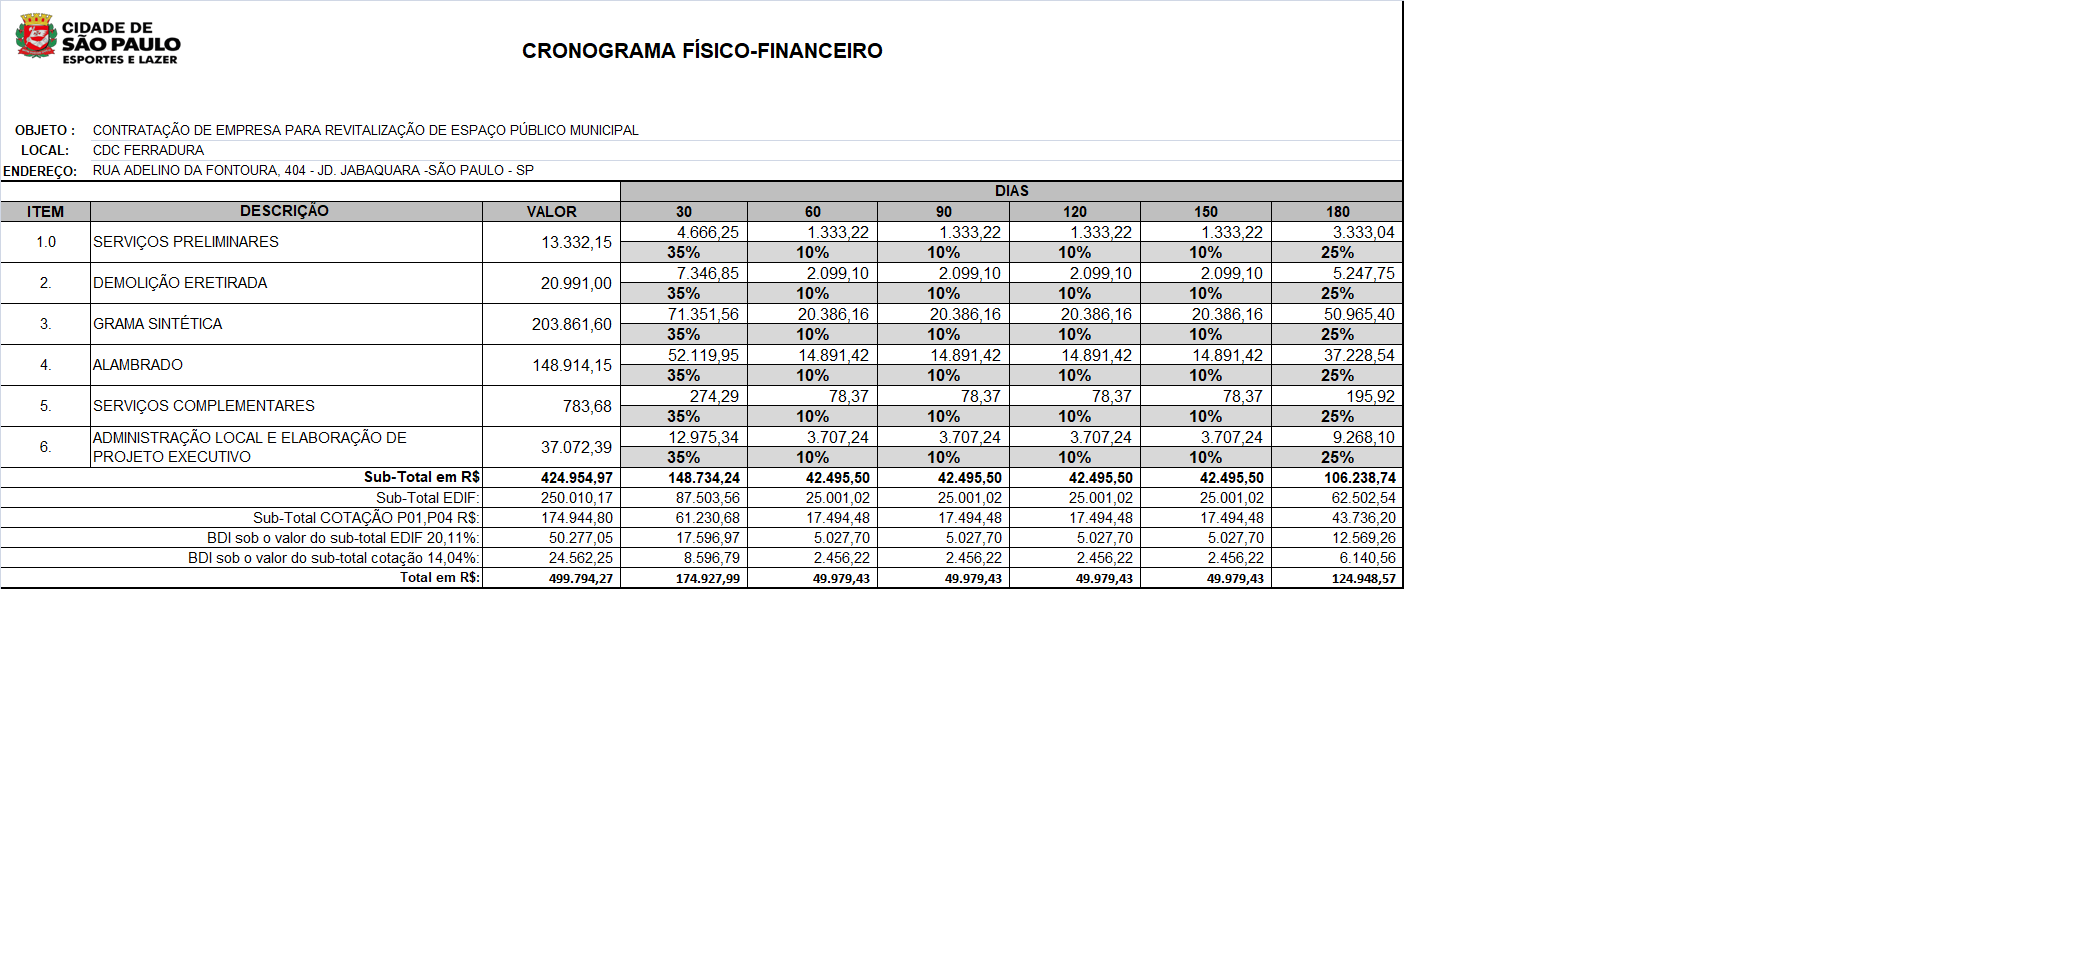 CIDADE DE
SÃO PAULO
ESPORTES E LAZER
CRONOGRAMA FÍSICO-FINANCEIRO
OBJETO : CONTRATAÇÃO DE EMPRESA PARA REVITALIZAÇÃO DE ESPAÇO PÚBLICO MUNICIPAL
LOCAL: CDC FERRADURA
ENDEREÇO: RUA ADELINO DA FONTOURA, 404 - JD. JABAQUARA -SÃO PAULO - SP
DIAS
ITEM DESCRIÇÃO VALOR 30 60 90 120 150 180
1.0 SERVIÇOS PRELIMINARES 13.332,15 4.666,25 1.333,22 1.333,22 1.333,22 1.333,22 3.333,04
35% 10% 10% 10% 10% 25%
2. DEMOLIÇÃO ERETIRADA 20.991,00 7.346,85 2.099,10 2.099,10 2.099,10 2.099,10 5.247,75
35% 10% 10% 10% 10% 25%
3. GRAMA SINTÉTICA 203.861,60 71.351,56 20.386,16 20.386,16 20.386,16 20.386,16 50.965,40
35% 10% 10% 10% 10% 25%
4. ALAMBRADO 148.914,15 52.119,95 14.891,42 14.891,42 14.891,42 14.891,42 37.228,54
35% 10% 10% 10% 10% 25%
5. SERVIÇOS COMPLEMENTARES 783,68 274,29 78,37 78,37 78,37 78,37 195,92
35% 10% 10% 10% 10% 25%
6. ADMINISTRAÇÃO LOCAL E ELABORAÇÃO DE 37.072,39 12.975,34 3.707,24 3.707,24 3.707,24 3.707,24 9.268,10
PROJETO EXECUTIVO 35% 10% 10% 10% 10% 25%
Sub-Total em R$ 424.954,97 148.734,24 42.495,50 42.495,50 42.495,50 42.495,50 106.238,74
Sub-Total EDIF: 250.010,17 87.503,56 25.001,02 25.001,02 25.001,02 25.001,02 62.502,54
Sub-Total COTAÇÃO P01,P04 R$: 174.944,80 61.230,68 17.494,48 17.494,48 17.494,48 17.494,48 43.736,20
BDI sob o valor do sub-total EDIF 20,11%: 50.277,05 17.596,97 5.027,70 5.027,70 5.027,70 5.027,70 12.569,26
BDI sob o valor do sub-total cotação 14,04%: 24.562,25 8.596,79 2.456,22 2.456,22 2.456,22 2.456,22 6.140,56
Total em R$: 499.794,27 174.927,99 49.979,43 49.979,43 49.979,43 49.979,43 124.948,57